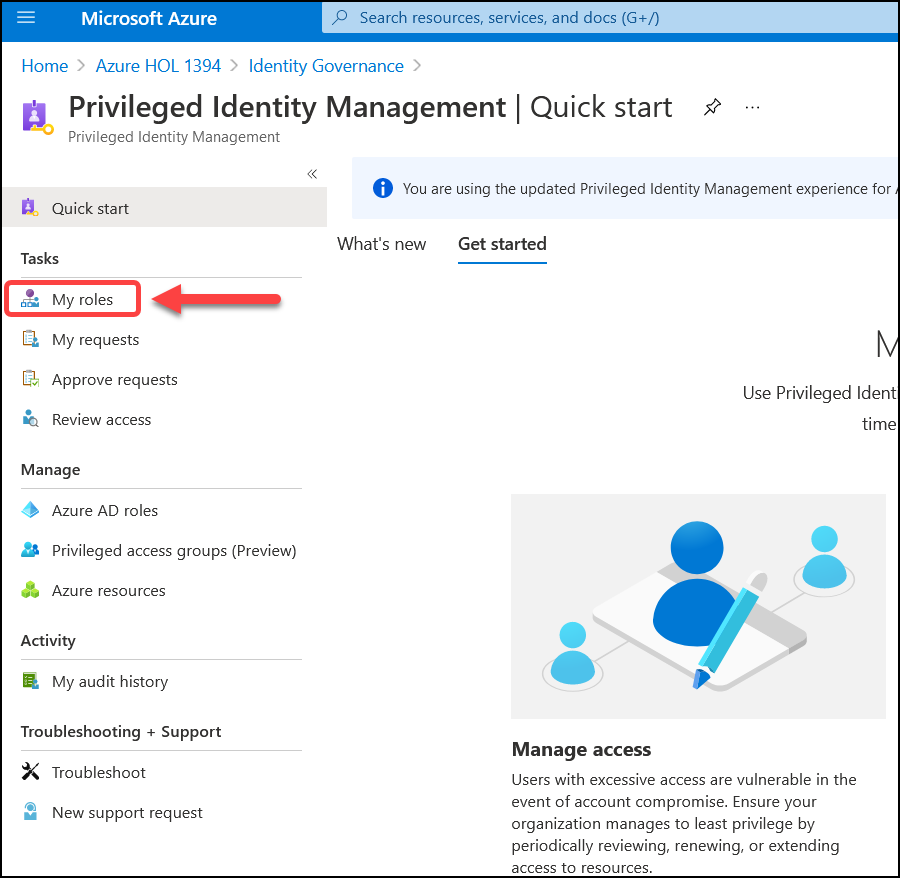 Microsoft Azure
Search resources, services, and docs (G+/)
Home > Azure HOL 1394 > Identity Governance >
Privileged Identity Management | Quick start
Privileged Identity Management
Quick start
Tasks
My roles
My requests
Approve requests
Review access
Manage
Azure AD roles
Privileged access groups (Preview)
Azure resources
Activity
My audit history
Troubleshooting + Support
Troubleshoot
New support request
You are using the updated Privileged Identity Management experience for
What's new
Get started
Use Privileged
time
Manage access
Users with excessive access are vulnerable in the
event of account compromise. Ensure your
organization manages to least privilege by
periodically reviewing, renewing, or extending
access to resources.